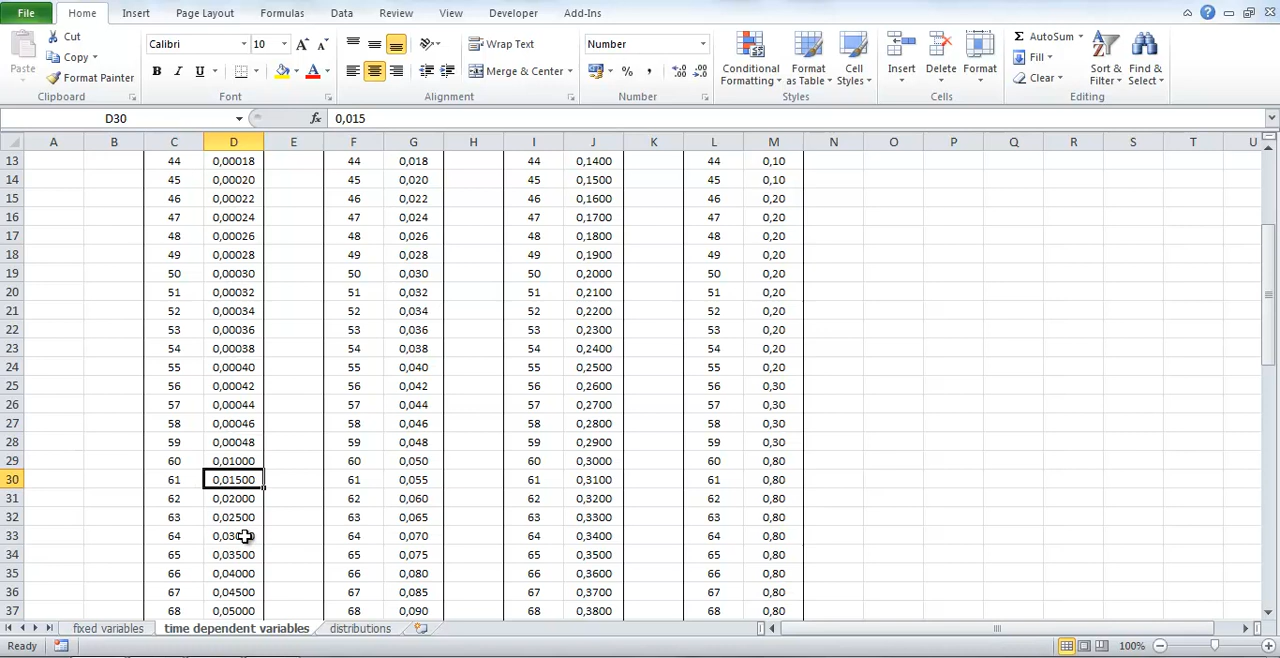 File Home Insert Page Layout Formulas Data Review View Developer Add-Ins
Cut Calibri 10 Wrap Text Number AutoSum
Copy Fill
Paste Format Painter B I U Merge & Center % , Conditional Formatting Format as Table Cell Styles Insert Delete Format Clear Sort & Filter Find & Select
Clipboard Font Alignment Number Styles Cells Editing
D30 fx 0,015
A B C D E F G H I J K L M N O P Q R S T U
13 44 0,00018 44 0,018 44 0,1400 44 0,10
14 45 0,00020 45 0,020 45 0,1500 45 0,10
15 46 0,00022 46 0,022 46 0,1600 46 0,20
16 47 0,00024 47 0,024 47 0,1700 47 0,20
17 48 0,00026 48 0,026 48 0,1800 48 0,20
18 49 0,00028 49 0,028 49 0,1900 49 0,20
19 50 0,00030 50 0,030 50 0,2000 50 0,20
20 51 0,00032 51 0,032 51 0,2100 51 0,20
21 52 0,00034 52 0,034 52 0,2200 52 0,20
22 53 0,00036 53 0,036 53 0,2300 53 0,20
23 54 0,00038 54 0,038 54 0,2400 54 0,20
24 55 0,00040 55 0,040 55 0,2500 55 0,20
25 56 0,00042 56 0,042 56 0,2600 56 0,30
26 57 0,00044 57 0,044 57 0,2700 57 0,30
27 58 0,00046 58 0,046 58 0,2800 58 0,30
28 59 0,00048 59 0,048 59 0,2900 59 0,30
29 60 0,01000 60 0,050 60 0,3000 60 0,80
30 61 0,01500 61 0,055 61 0,3100 61 0,80
31 62 0,02000 62 0,060 62 0,3200 62 0,80
32 63 0,02500 63 0,065 63 0,3300 63 0,80
33 64 64 0,070 64 0,3400 64 0,80
34 65 0,03500 65 0,075 65 0,3500 65 0,80
35 66 0,04000 66 0,080 66 0,3600 66 0,80
36 67 0,04500 67 0,085 67 0,3700 67 0,80
37 68 0,05000 68 0,090 68 0,3800 68 0,80
fixed variables time dependent variables distributions
Ready 100%